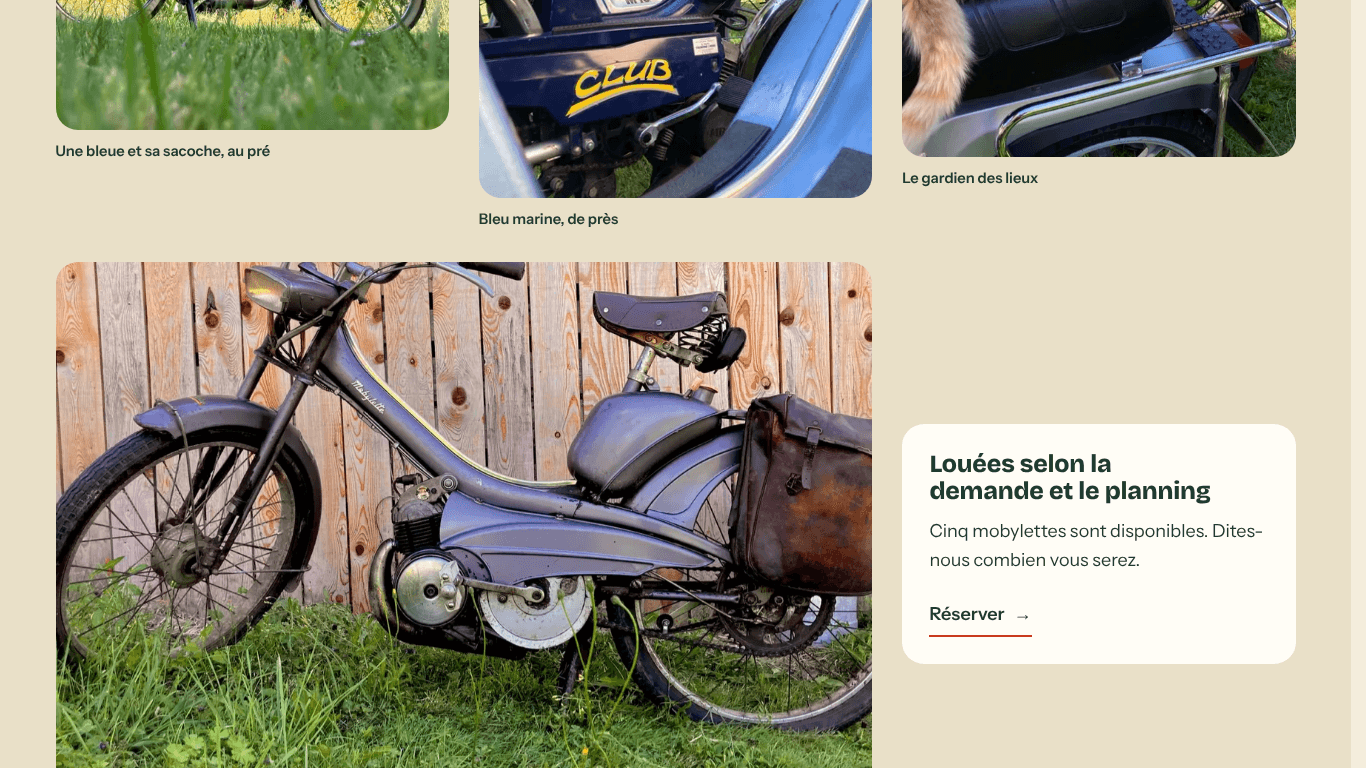 CLUB
Une bleue et sa sacoche, au pré
Le gardien des lieux
Bleu marine, de près
Mobylette
Louées selon la
demande et le planning
Cinq mobylettes sont disponibles. Dites-
nous combien vous serez.
Réserver →